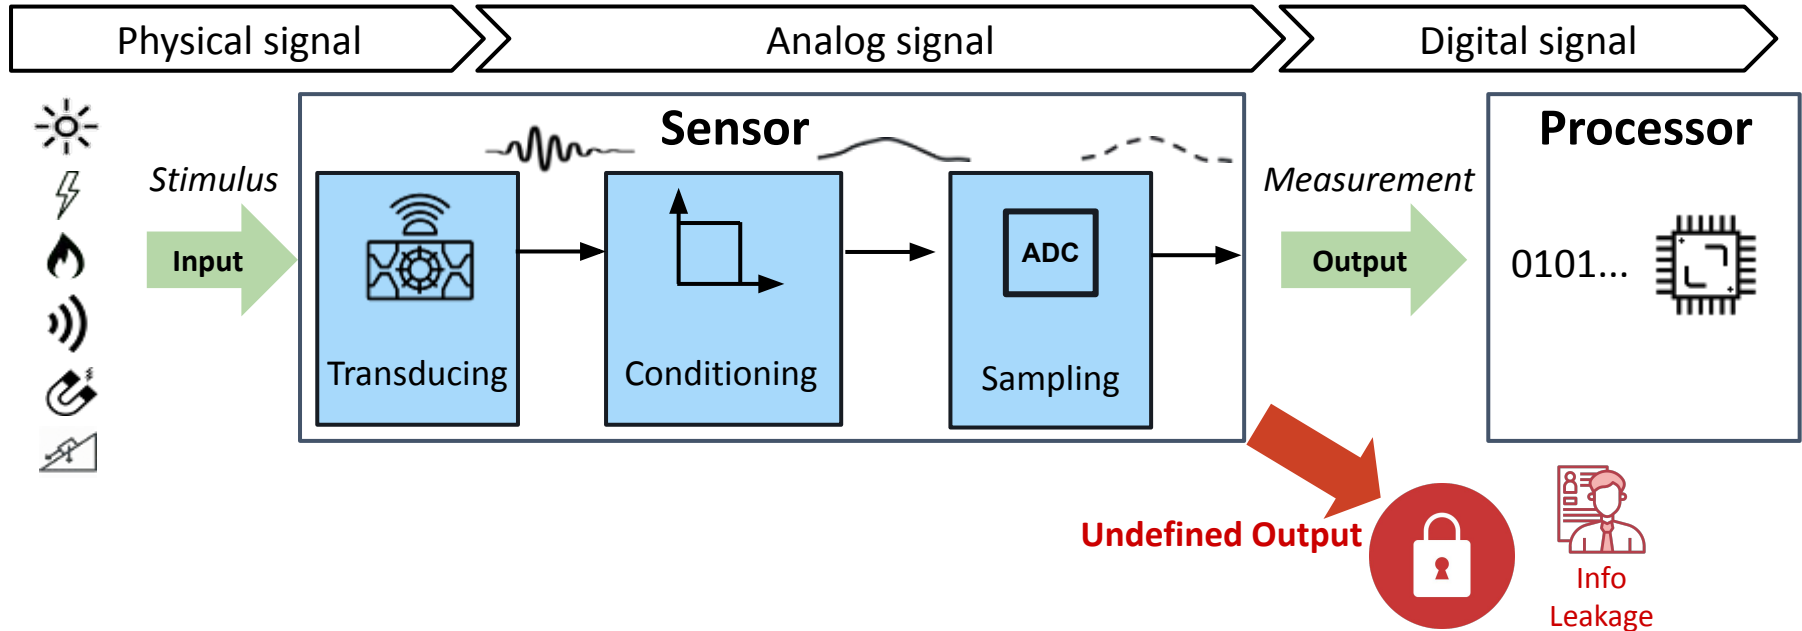 Physical signal
Analog signal
Digital signal
Sensor
Processor
Stimulus
Input
Transducing
Conditioning
ADC
Sampling
Measurement
Output
0101...
Undefined Output
Info
Leakage